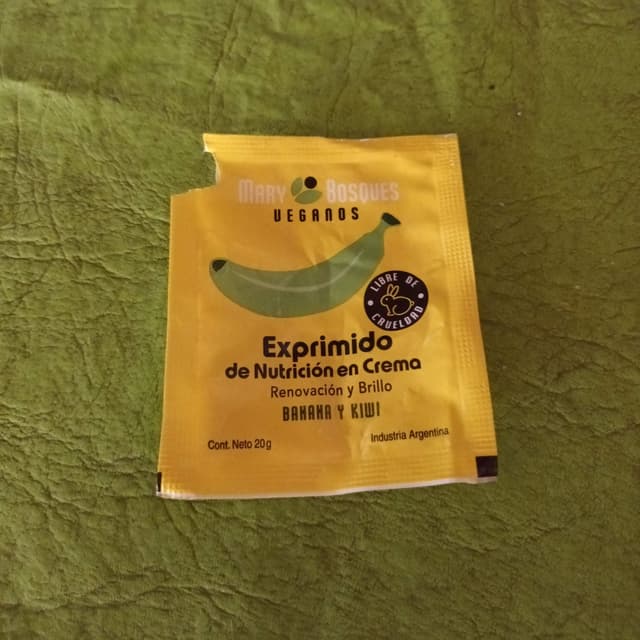 MARY BOSQUES
VEGANOS
LIBRE DE
CRUELDAD
Exprimido
de Nutrición en Crema
Renovación y Brillo
BANANA Y KIWI
Cont. Neto 20g
Industria Argentina